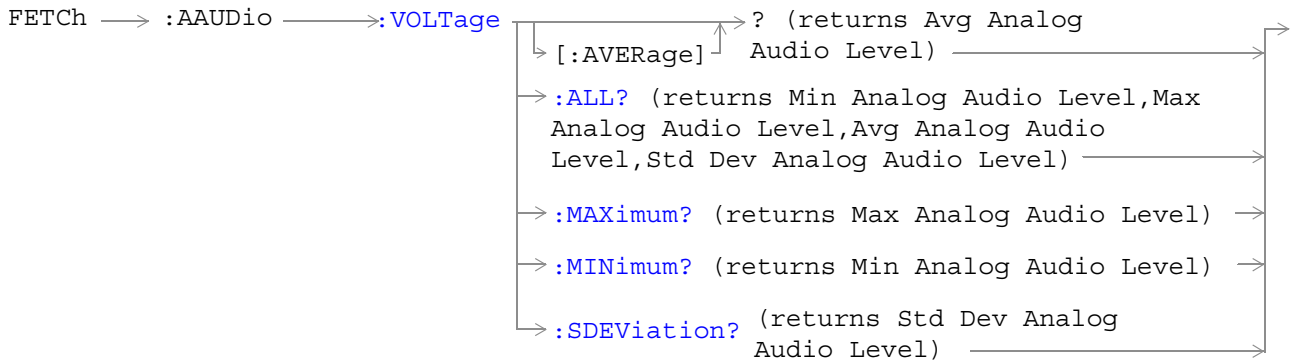 FETCh :AAUDio :VOLTage ? (returns Avg Analog
[:AVERage] Audio Level)
:ALL? (returns Min Analog Audio Level,Max
Analog Audio Level,Avg Analog Audio
Level,Std Dev Analog Audio Level)
:MAXimum? (returns Max Analog Audio Level)
:MINimum? (returns Min Analog Audio Level)
:SDEViation? (returns Std Dev Analog
Audio Level)